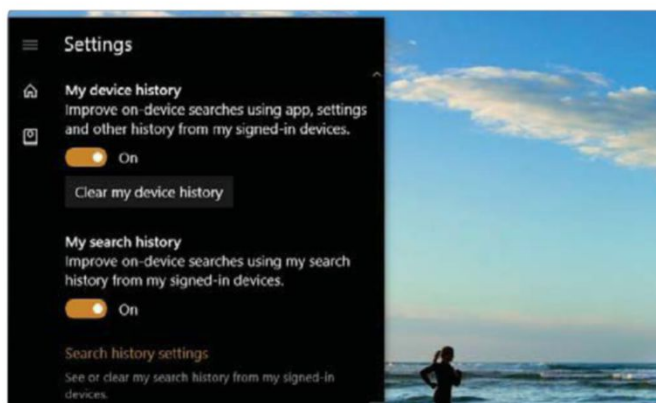 Settings
My device history
Improve on-device searches using app, settings
and other history from my signed-in devices.
On
Clear my device history
My search history
Improve on-device searches using my search
history from my signed-in devices.
On
Search history settings
See or clear my search history from my signed-in
devices.